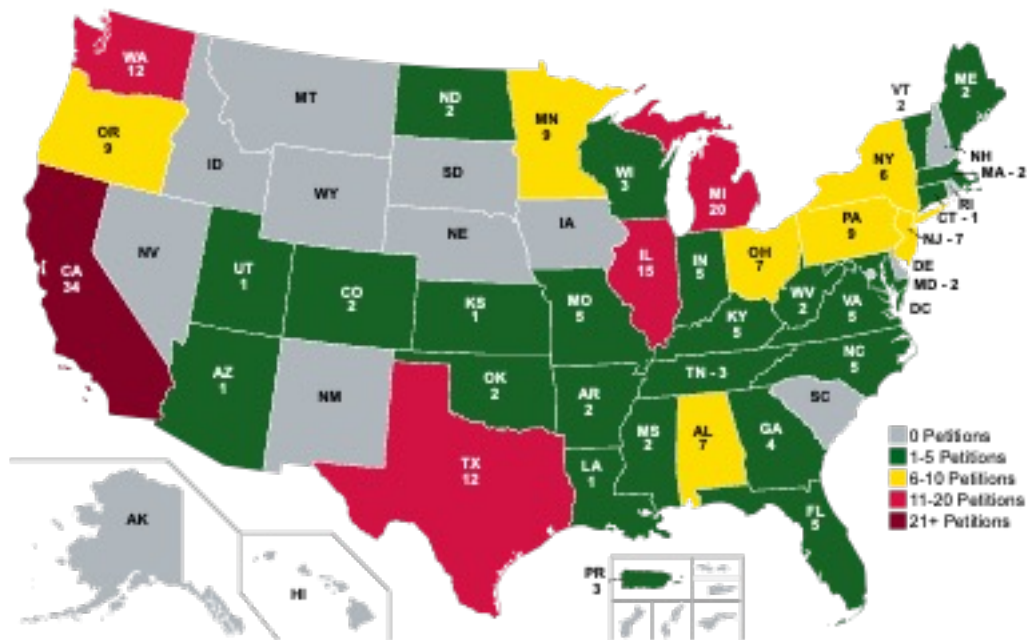 WA
12
MT
ND
2
MN
9
VT
2
ME
2
OR
9
ID
SD
WI
3
NY
6
NH
MA - 2
WY
MI
20
RI
CT - 1
IA
PA
9
NJ - 7
NV
NE
IL
15
IN
5
OH
7
DE
MD - 2
CA
34
UT
1
CO
2
KS
1
MO
5
WV
2
VA
5
DC
KY
5
NC
5
AZ
1
NM
OK
2
AR
2
TN - 3
SC
MS
2
AL
7
GA
4
TX
12
LA
1
FL
5
0 Petitions
1-5 Petitions
6-10 Petitions
11-20 Petitions
21+ Petitions
AK
HI
PR
3